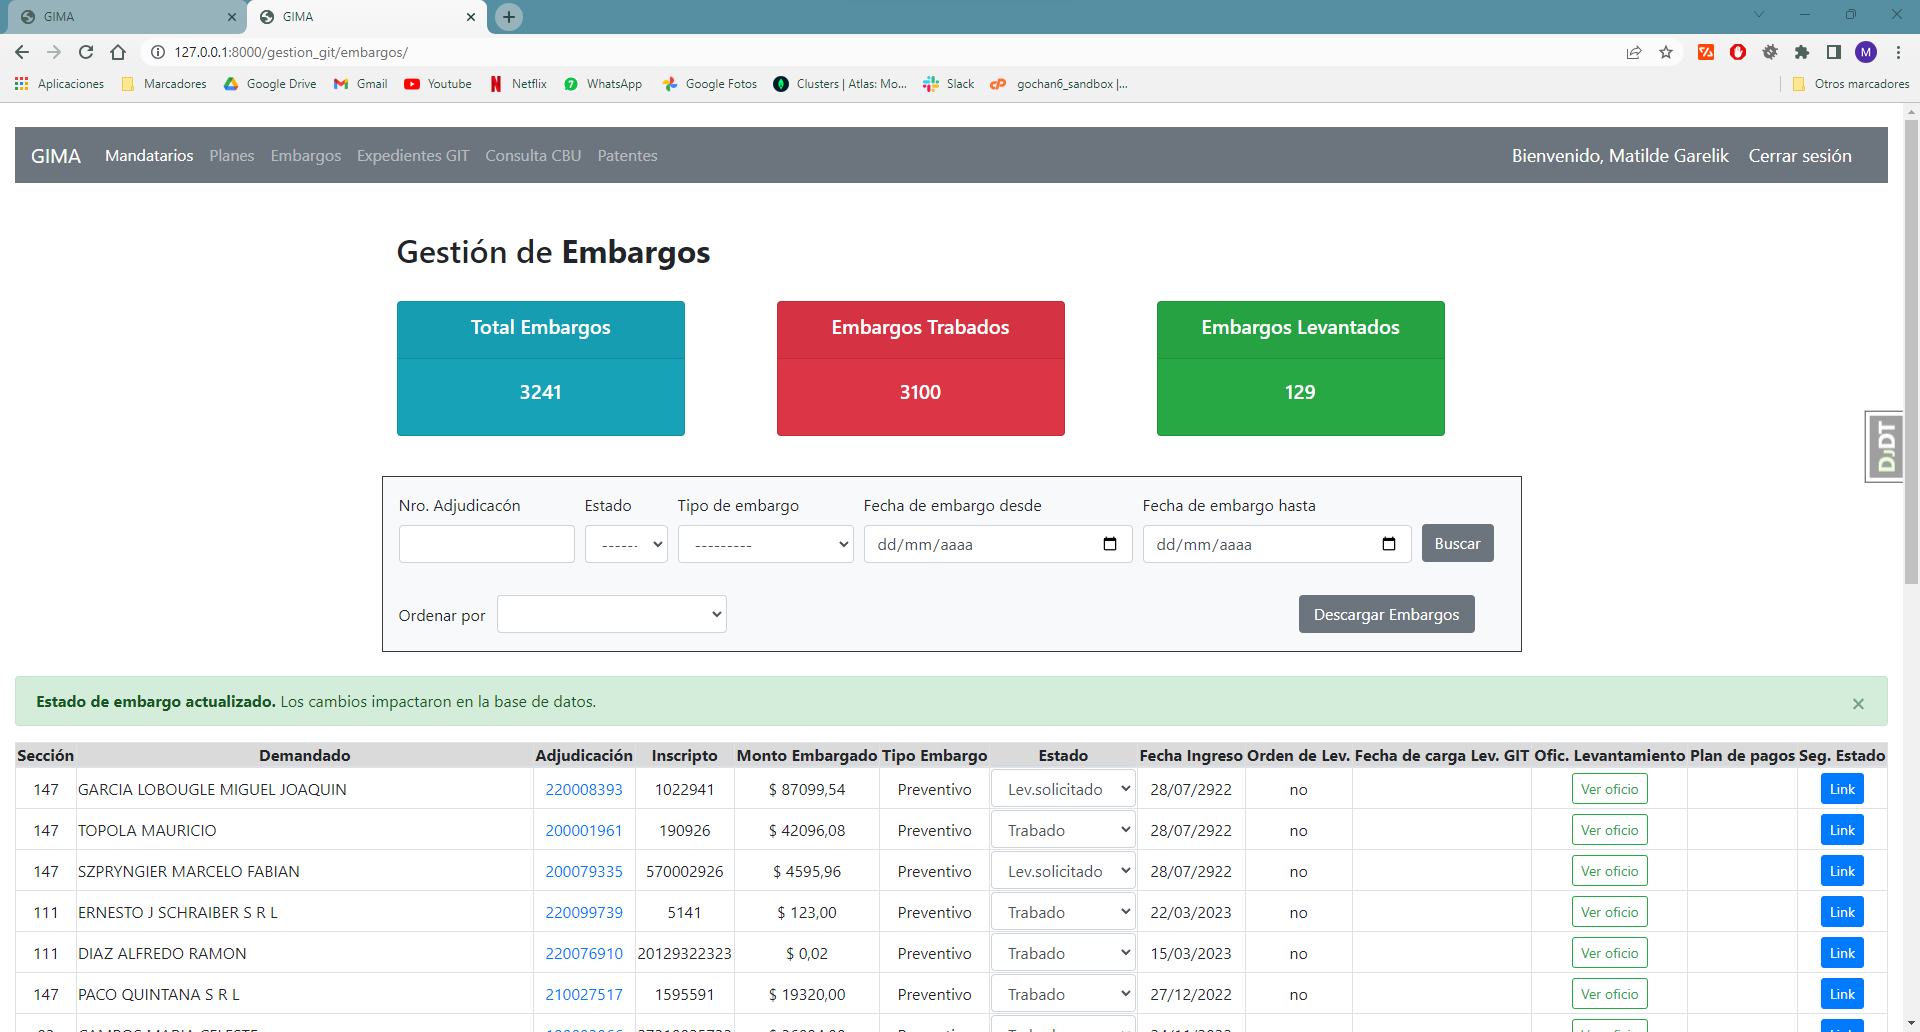 GIMA
GIMA
127.0.0.1:8000/gestion_git/embargos/
M
Aplicaciones Marcadores Google Drive Gmail Youtube Netflix WhatsApp Google Fotos Clusters | Atlas: Mo... Slack gochan6_sandbox |... Otros marcadores
GIMA Mandatarios Planes Embargos Expedientes GIT Consulta CBU Patentes Bienvenido, Matilde Garelik Cerrar sesión
Gestión de Embargos
Total Embargos Embargos Trabados Embargos Levantados
3241 3100 129
DjDT
Nro. Adjudicacón Estado Tipo de embargo Fecha de embargo desde Fecha de embargo hasta
------ --------- dd/mm/aaaa dd/mm/aaaa Buscar
Ordenar por Descargar Embargos
Estado de embargo actualizado. Los cambios impactaron en la base de datos. ×
Sección Demandado Adjudicación Inscripto Monto Embargado Tipo Embargo Estado Fecha Ingreso Orden de Lev. Fecha de carga Lev. GIT Ofic. Levantamiento Plan de pagos Seg. Estado
147 GARCIA LOBOUGLE MIGUEL JOAQUIN 220008393 1022941 $ 87099,54 Preventivo Lev.solicitado 28/07/2922 no Ver oficio Link
147 TOPOLA MAURICIO 200001961 190926 $ 42096,08 Preventivo Trabado 28/07/2922 no Ver oficio Link
147 SZPRYNGIER MARCELO FABIAN 200079335 570002926 $ 4595,96 Preventivo Lev.solicitado 28/07/2922 no Ver oficio Link
111 ERNESTO J SCHRAIBER S R L 220099739 5141 $ 123,00 Preventivo Trabado 22/03/2023 no Ver oficio Link
111 DIAZ ALFREDO RAMON 220076910 20129322323 $ 0,02 Preventivo Trabado 15/03/2023 no Ver oficio Link
147 PACO QUINTANA S R L 210027517 1595591 $ 19320,00 Preventivo Trabado 27/12/2022 no Ver oficio Link